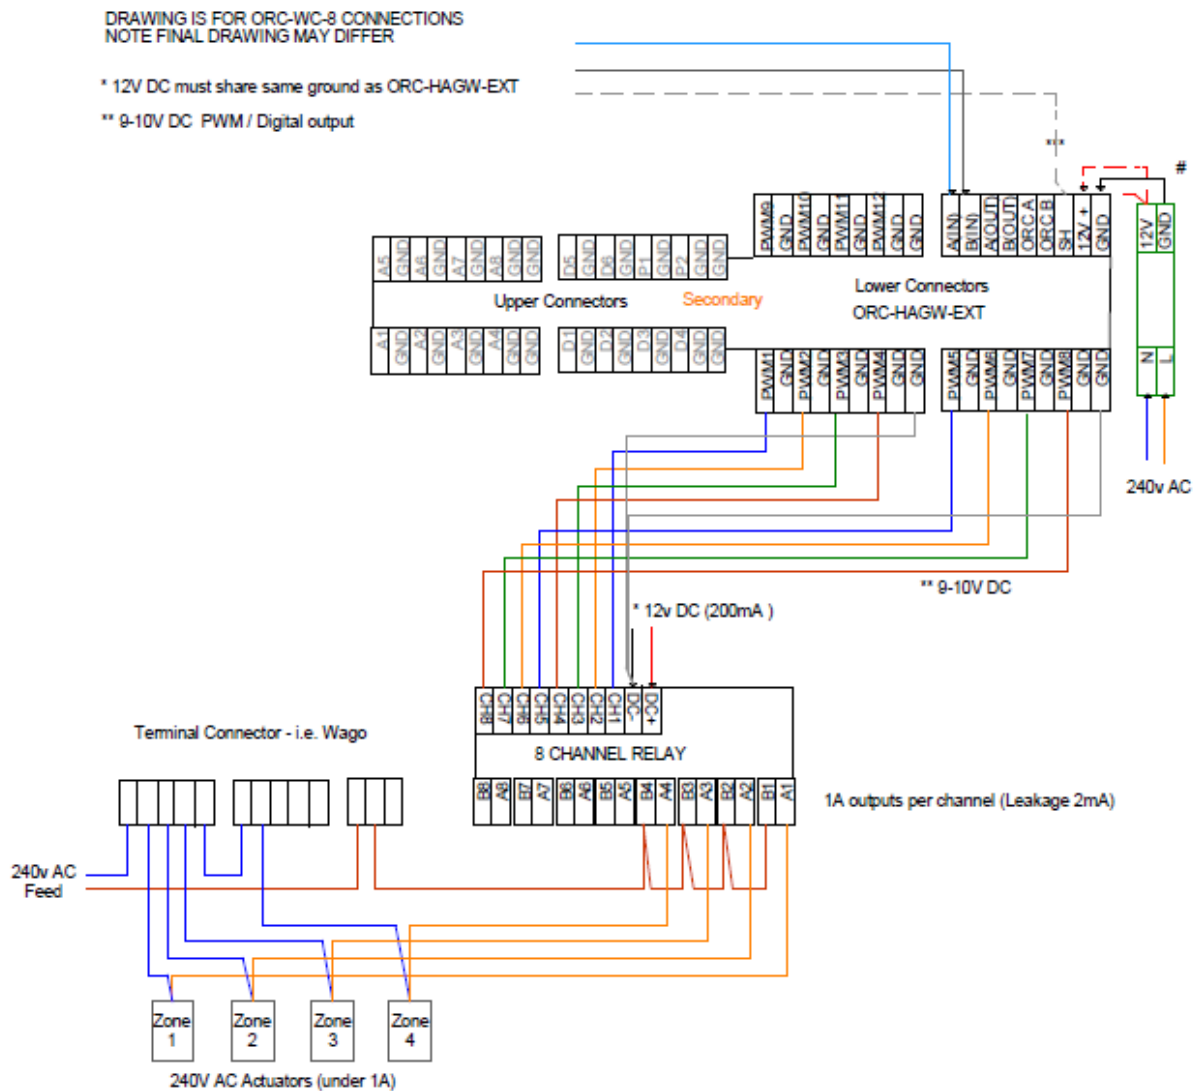 DRAWING IS FOR ORC-WC-8 CONNECTIONS
NOTE FINAL DRAWING MAY DIFFER
* 12V DC must share same ground as ORC-HAGW-EXT
** 9-10V DC PWM / Digital output
***
#
PWM9 GND PWM10 GND PWM11 GND PWM12 GND GND
A(IN) B(IN) A(OUT) B(OUT) ORC A ORC B SH 12V + GND
12V GND
A5 GND A6 GND A7 GND A8 GND GND
D5 GND D6 GND P1 GND P2 GND GND
Upper Connectors
Secondary
Lower Connectors
ORC-HAGW-EXT
A1 GND A2 GND A3 GND A4 GND GND
D1 GND D2 GND D3 GND D4 GND GND
PWM1 GND PWM2 GND PWM3 GND PWM4 GND GND
PWM5 GND PWM6 GND PWM7 GND PWM8 GND GND
N L
240v AC
** 9-10V DC
* 12v DC (200mA )
CH8 CH7 CH6 CH5 CH4 CH3 CH2 CH1 DC- DC+
Terminal Connector - i.e. Wago
8 CHANNEL RELAY
B8 A8 B7 A7 B6 A6 B5 A5 B4 A4 B3 A3 B2 A2 B1 A1
1A outputs per channel (Leakage 2mA)
240v AC
Feed
Zone
1
Zone
2
Zone
3
Zone
4
240V AC Actuators (under 1A)